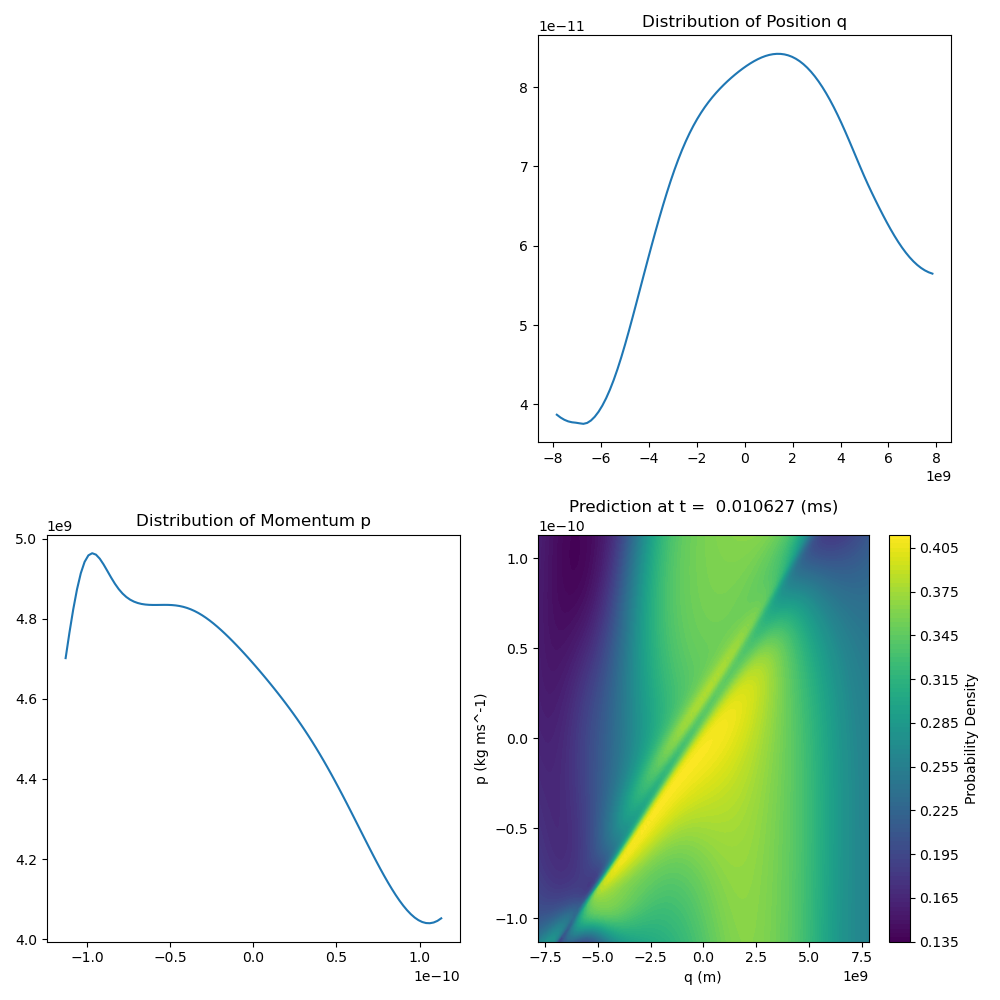 Distribution of Position q
1e−11
8
7
6
5
4
−8 −6 −4 −2 0 2 4 6 8
1e9
Distribution of Momentum p
1e9
5.0
4.8
4.6
4.4
4.2
4.0
−1.0 −0.5 0.0 0.5 1.0
1e−10
Prediction at t =  0.010627 (ms)
1e−10
p (kg ms^-1)
1.0
0.5
0.0
−0.5
−1.0
−7.5 −5.0 −2.5 0.0 2.5 5.0 7.5
q (m)
1e9
0.405
0.375
0.345
0.315
0.285
0.255
0.225
0.195
0.165
0.135
Probability Density